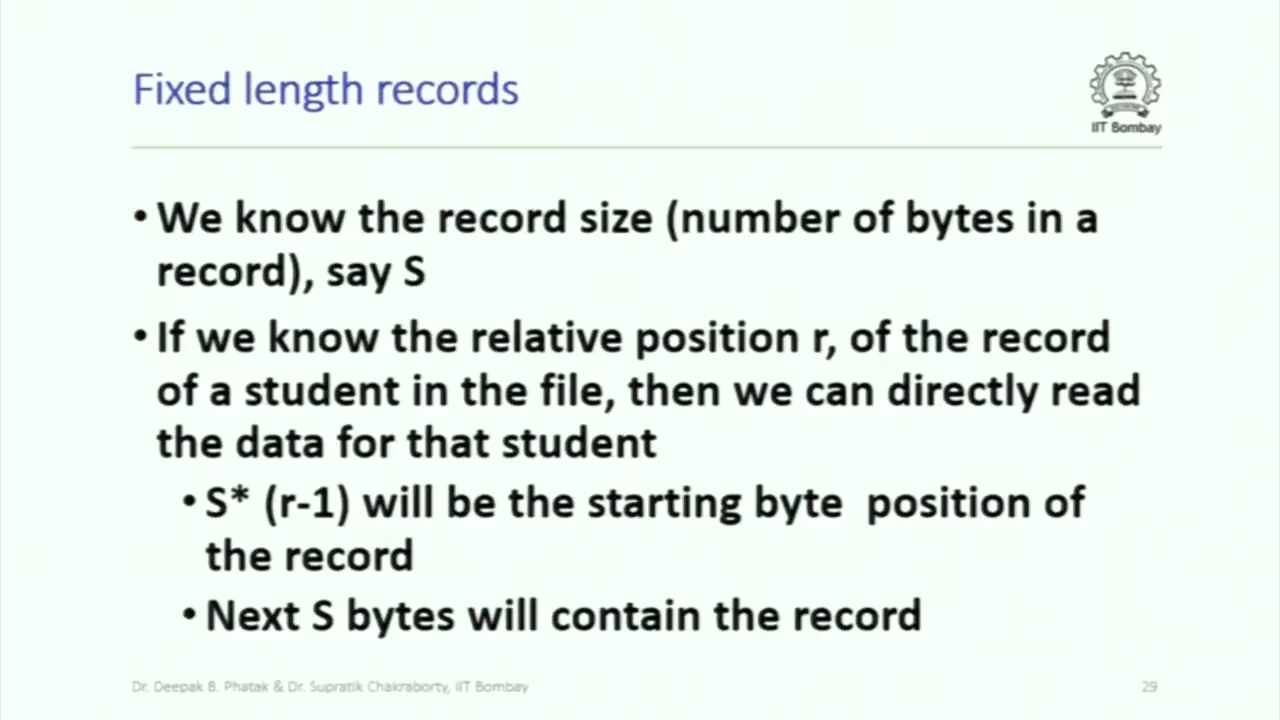 Fixed length records
IIT Bombay
• We know the record size (number of bytes in a
record), say S
• If we know the relative position r, of the record
of a student in the file, then we can directly read
the data for that student
• S* (r-1) will be the starting byte position of
the record
• Next S bytes will contain the record
Dr. Deepak B. Phatak & Dr. Supratik Chakraborty, IIT Bombay
29